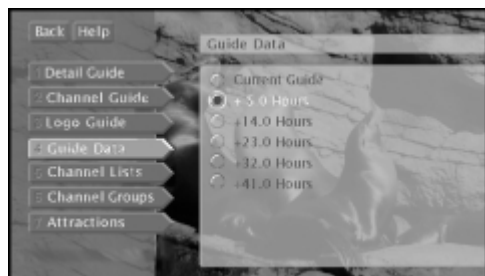 Back Help
Guide Data
1 Detail Guide
2 Channel Guide
3 Logo Guide
4 Guide Data
5 Channel Lists
6 Channel Groups
7 Attractions
Current Guide
+ 5.0 Hours
+14.0 Hours
+23.0 Hours
+32.0 Hours
+41.0 Hours